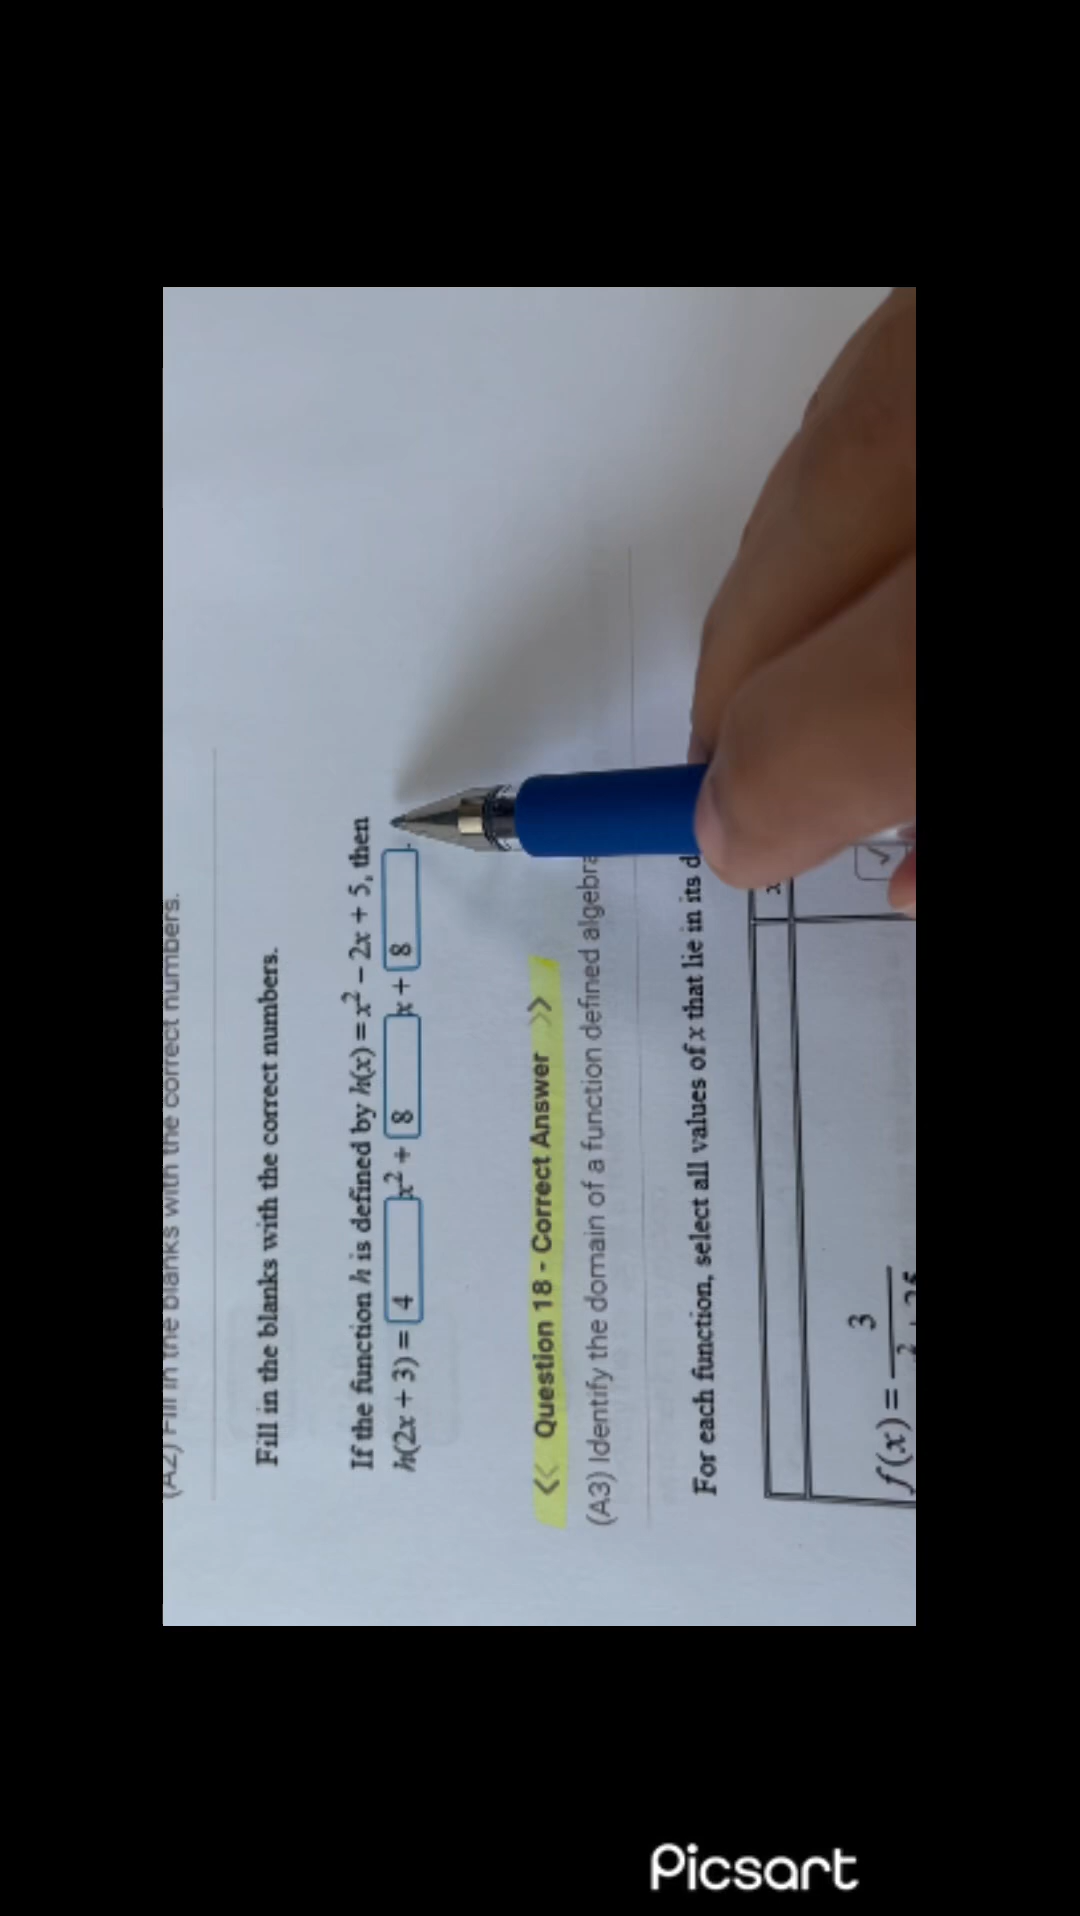 (A2) Fill in the blanks with the correct numbers.
Fill in the blanks with the correct numbers.
If the function h is defined by h(x) = x² − 2x + 5, then
h(2x + 3) = 4 x² + 8 x + 8 .
<< Question 18 - Correct Answer >>
(A3) Identify the domain of a function defined algebra
For each function, select all values of x that lie in its d
x
f(x) = 3
Picsart